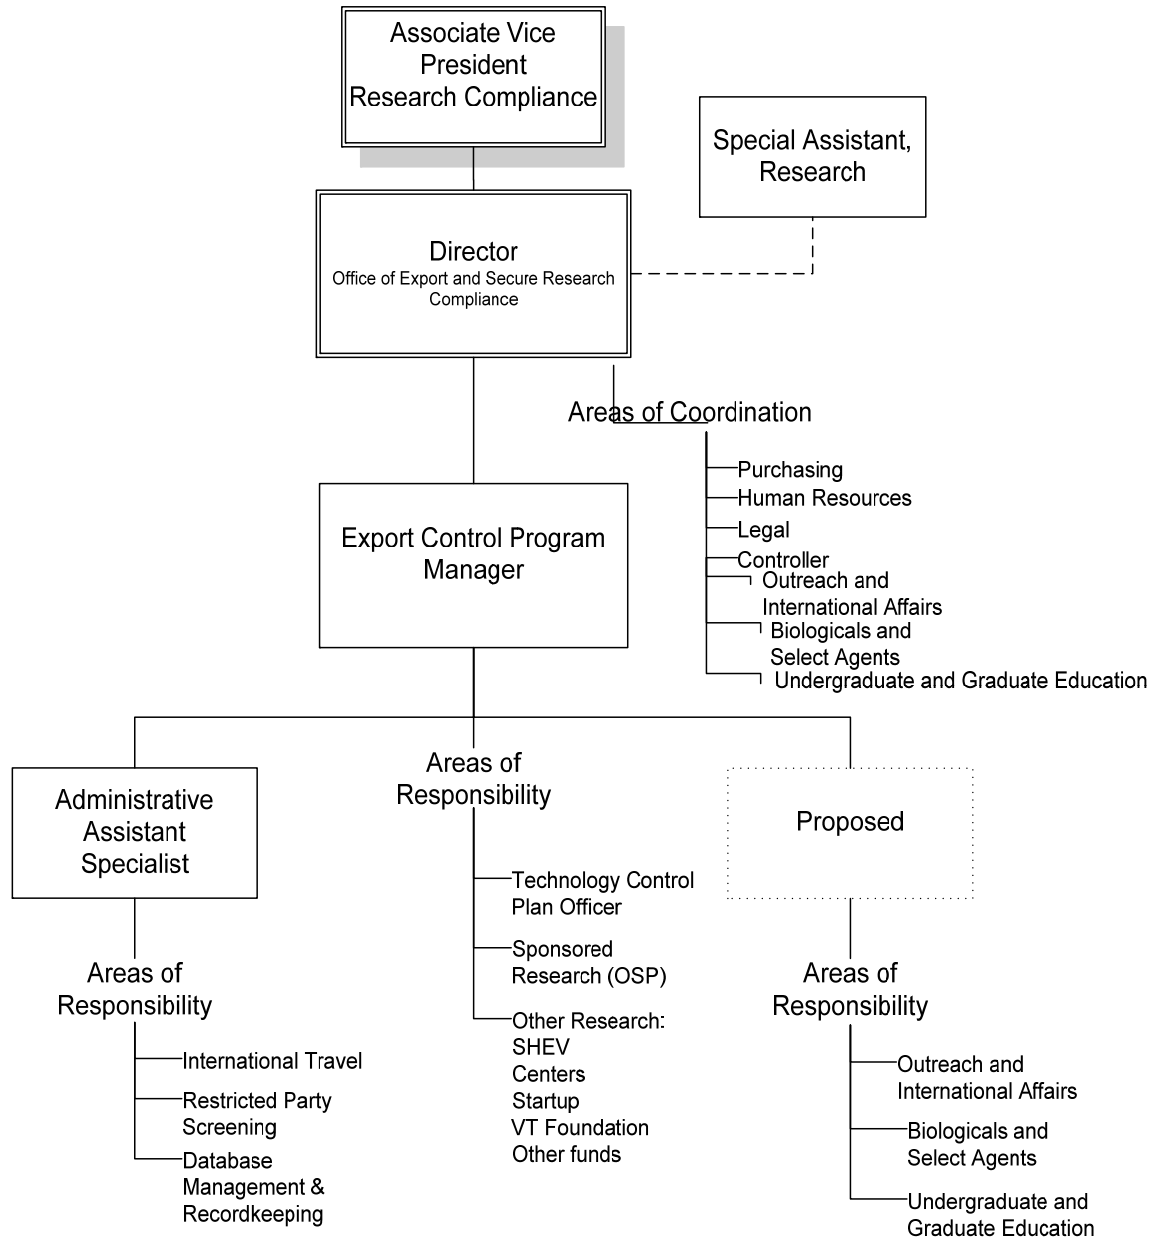 Associate Vice
President
Research Compliance
Special Assistant,
Research
Director
Office of Export and Secure Research
Compliance
Areas of Coordination
Purchasing
Human Resources
Legal
Controller
Outreach and
International Affairs
Biologicals and
Select Agents
Undergraduate and Graduate Education
Export Control Program
Manager
Administrative
Assistant
Specialist
Areas of
Responsibility
International Travel
Restricted Party
Screening
Database
Management &
Recordkeeping
Areas of
Responsibility
Technology Control
Plan Officer
Sponsored
Research (OSP)
Other Research:
SHEV
Centers
Startup
VT Foundation
Other funds
Proposed
Areas of
Responsibility
Outreach and
International Affairs
Biologicals and
Select Agents
Undergraduate and
Graduate Education